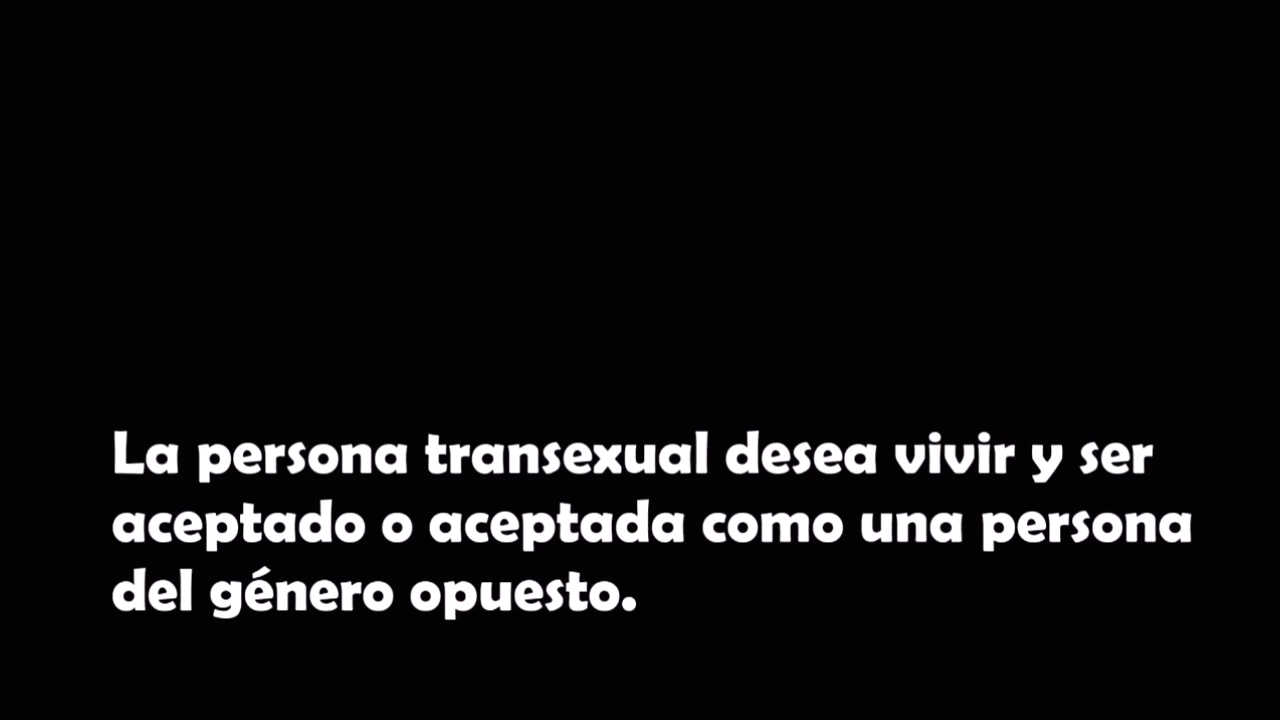 La persona transexual desea vivir y ser
aceptado o aceptada como una persona
del género opuesto.